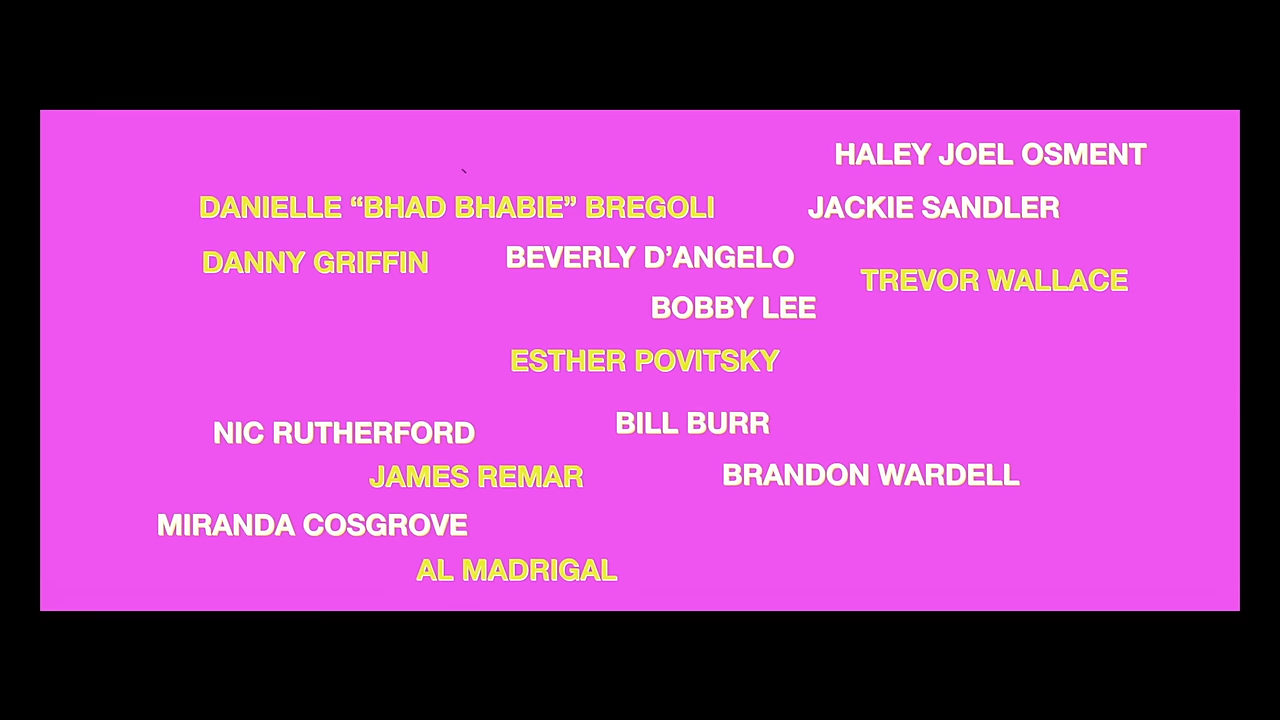 HALEY JOEL OSMENT
DANIELLE “BHAD BHABIE” BREGOLI
JACKIE SANDLER
DANNY GRIFFIN
BEVERLY D’ANGELO
TREVOR WALLACE
BOBBY LEE
ESTHER POVITSKY
NIC RUTHERFORD
BILL BURR
JAMES REMAR
BRANDON WARDELL
MIRANDA COSGROVE
AL MADRIGAL